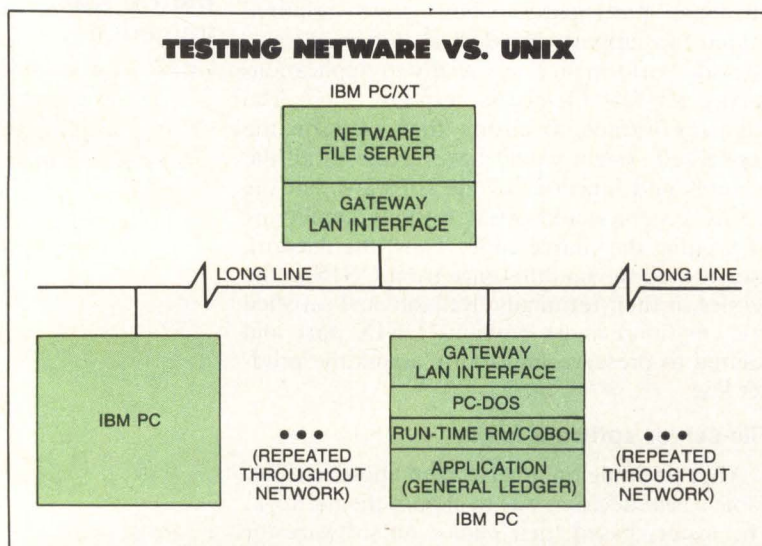 TESTING NETWARE VS. UNIX
IBM PC/XT
NETWARE
FILE SERVER
GATEWAY
LAN INTERFACE
LONG LINE
LONG LINE
IBM PC
•••
(REPEATED
THROUGHOUT
NETWORK)
GATEWAY
LAN INTERFACE
PC-DOS
RUN-TIME RM/COBOL
APPLICATION
(GENERAL LEDGER)
IBM PC
•••
(REPEATED
THROUGHOUT
NETWORK)